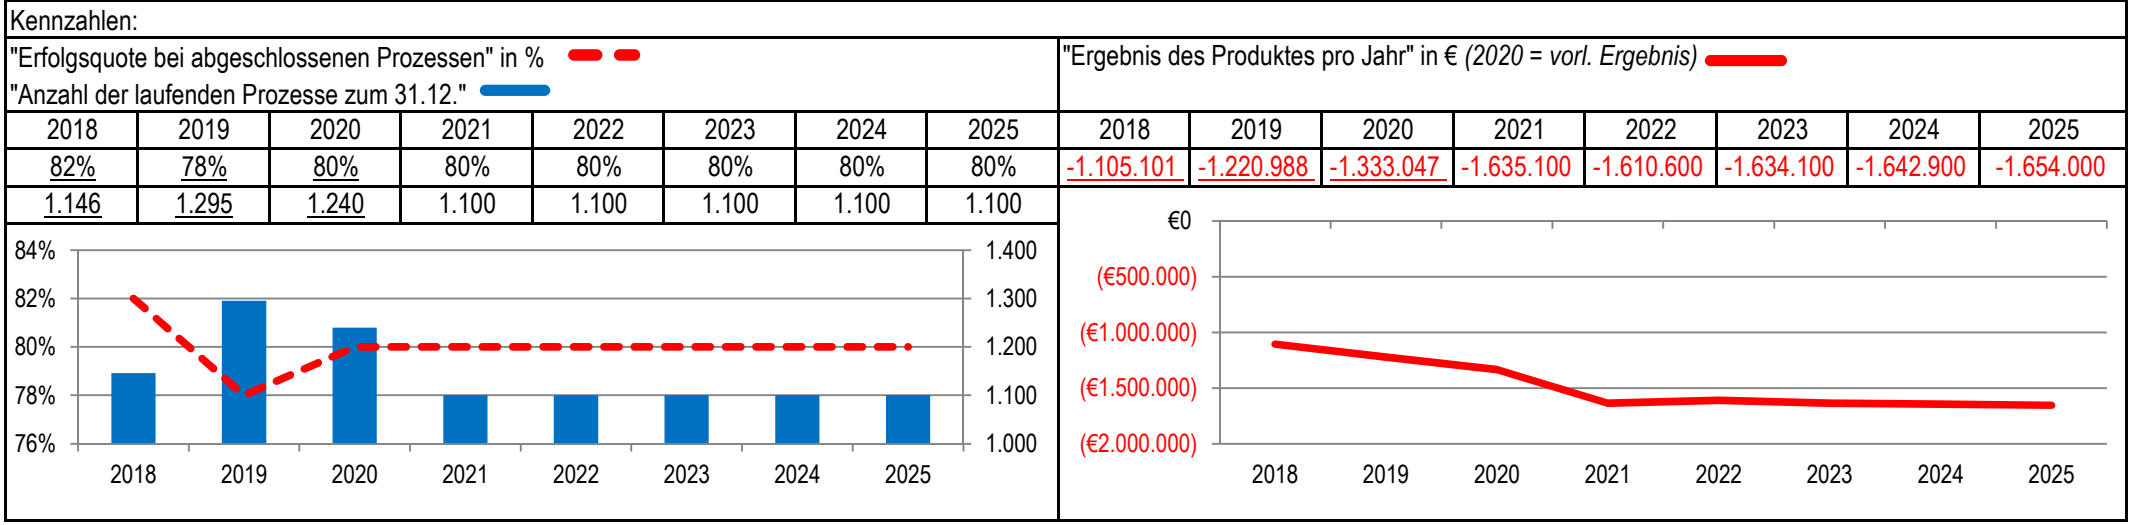 Kennzahlen:
"Erfolgsquote bei abgeschlossenen Prozessen" in %
"Anzahl der laufenden Prozesse zum 31.12."
2018 2019 2020 2021 2022 2023 2024 2025
82% 78% 80% 80% 80% 80% 80% 80%
1.146 1.295 1.240 1.100 1.100 1.100 1.100 1.100
84% 1.400
82% 1.300
80% 1.200
78% 1.100
76% 1.000
2018 2019 2020 2021 2022 2023 2024 2025
"Ergebnis des Produktes pro Jahr" in € (2020 = vorl. Ergebnis)
2018 2019 2020 2021 2022 2023 2024 2025
-1.105.101 -1.220.988 -1.333.047 -1.635.100 -1.610.600 -1.634.100 -1.642.900 -1.654.000
€0
(€500.000)
(€1.000.000)
(€1.500.000)
(€2.000.000)
2018 2019 2020 2021 2022 2023 2024 2025